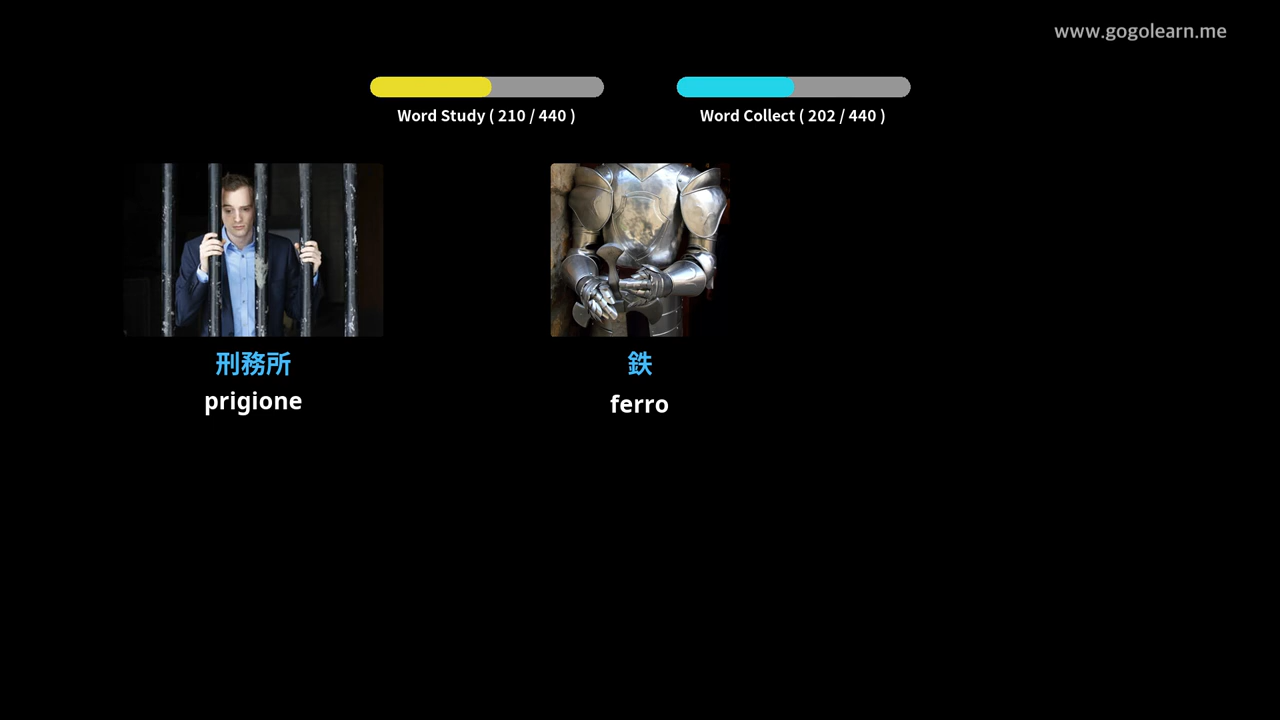 www.gogolearn.me
Word Study ( 210 / 440 )
Word Collect ( 202 / 440 )
刑務所
prigione
鉄
ferro